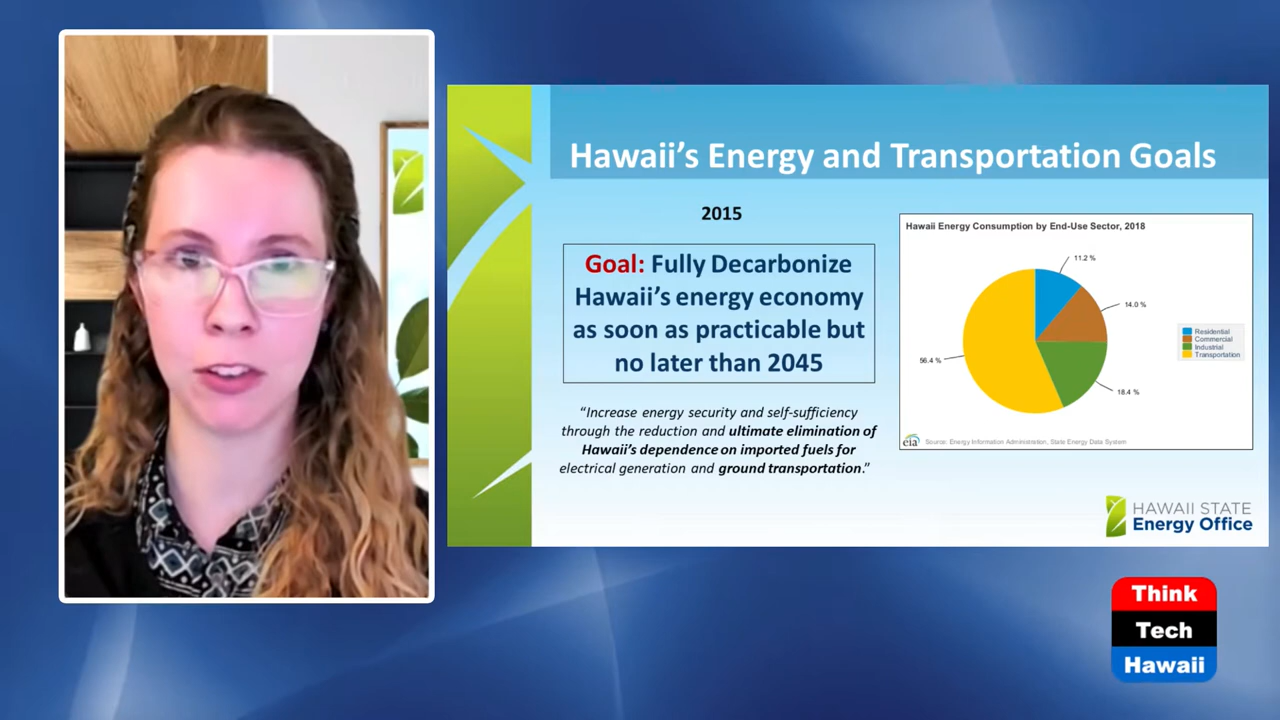 Hawaii's Energy and Transportation Goals
2015
Goal: Fully Decarbonize
Hawaii's energy economy
as soon as practicable but
no later than 2045
“Increase energy security and self-sufficiency
through the reduction and ultimate elimination of
Hawaii's dependence on imported fuels for
electrical generation and ground transportation.”
Hawaii Energy Consumption by End-Use Sector, 2018
11.2 %
14.0 %
56.4 %
18.4 %
Residential
Commercial
Industrial
Transportation
eia
Source: Energy Information Administration, State Energy Data System
HAWAII STATE
Energy Office
Think
Tech
Hawaii